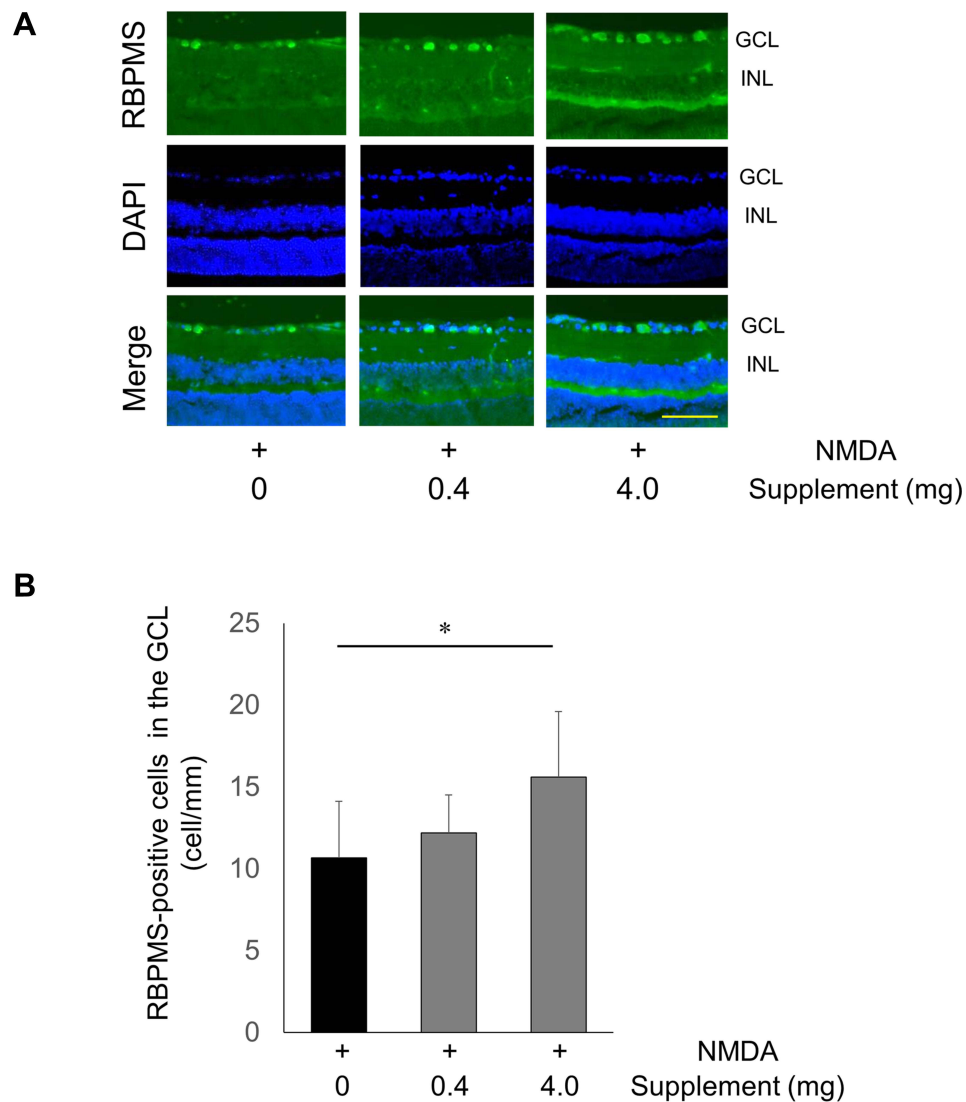 A
RBPMS
GCL
INL
DAPI
GCL
INL
Merge
GCL
INL
+ + + NMDA
0 0.4 4.0 Supplement (mg)
B
RBPMS-positive cells in the GCL
(cell/mm)
25
20
15
10
5
0
*
+ + + NMDA
0 0.4 4.0 Supplement (mg)